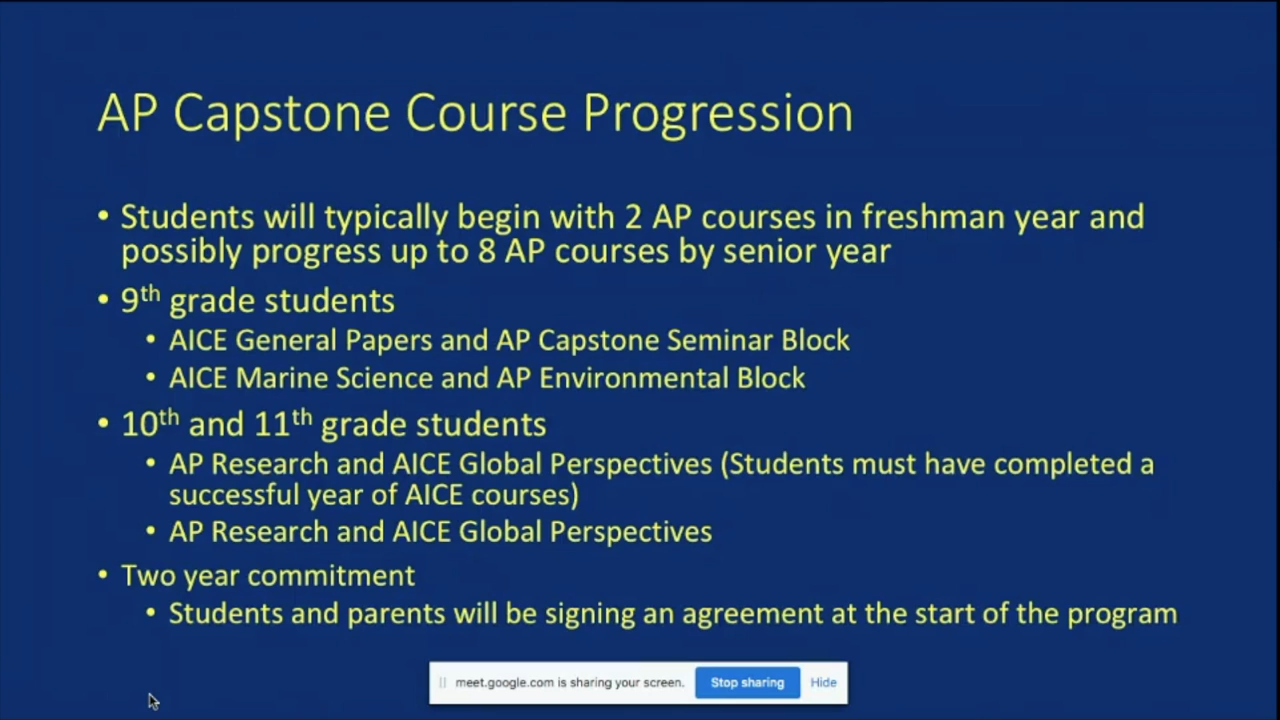 AP Capstone Course Progression
• Students will typically begin with 2 AP courses in freshman year and
possibly progress up to 8 AP courses by senior year
• 9th grade students
• AICE General Papers and AP Capstone Seminar Block
• AICE Marine Science and AP Environmental Block
• 10th and 11th grade students
• AP Research and AICE Global Perspectives (Students must have completed a
successful year of AICE courses)
• AP Research and AICE Global Perspectives
• Two year commitment
• Students and parents will be signing an agreement at the start of the program
meet.google.com is sharing your screen. Stop sharing Hide